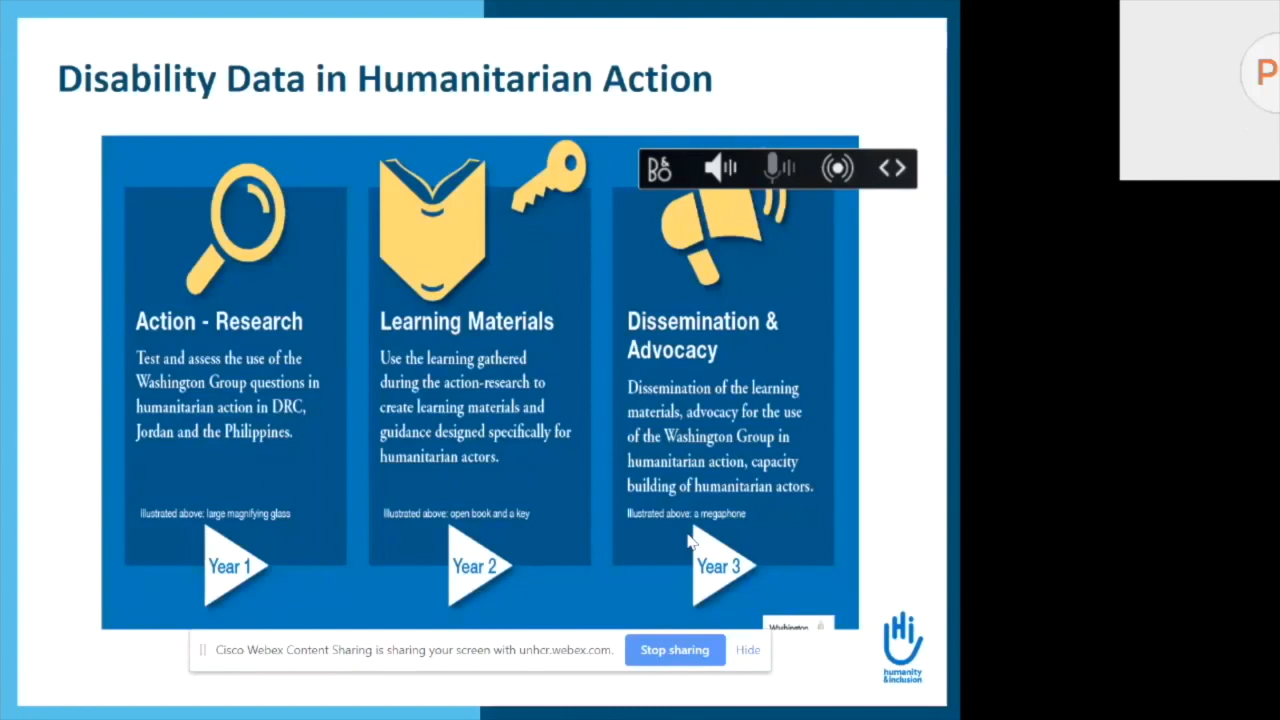 Disability Data in Humanitarian Action
P
B&O
Action - Research
Test and assess the use of the
Washington Group questions in
humanitarian action in DRC,
Jordan and the Philippines.
Illustrated above: large magnifying glass
Year 1
Learning Materials
Use the learning gathered
during the action-research to
create learning materials and
guidance designed specifically for
humanitarian actors.
Illustrated above: open book and a key
Year 2
Dissemination &
Advocacy
Dissemination of the learning
materials, advocacy for the use
of the Washington Group in
humanitarian action, capacity
building of humanitarian actors.
Illustrated above: a megaphone
Year 3
Washington
Cisco Webex Content Sharing is sharing your screen with unhcr.webex.com.
Stop sharing
Hide
Hi
humanity
&inclusion